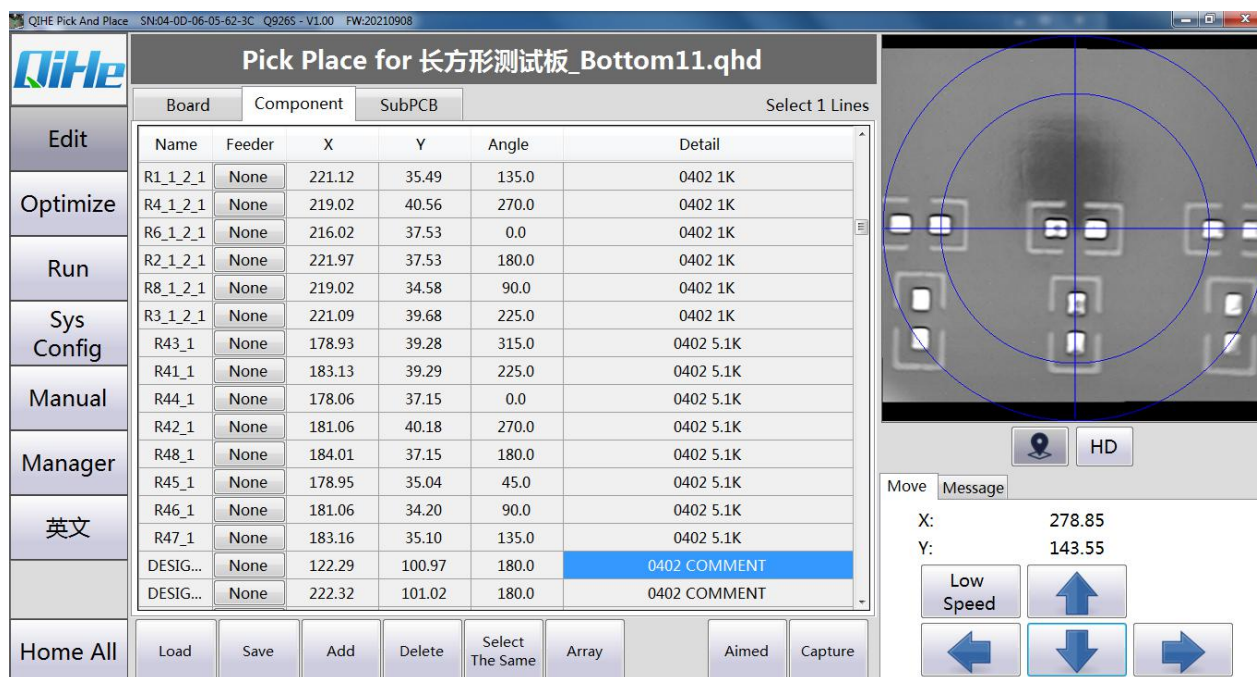 QIHE Pick And Place SN:04-0D-06-05-62-3C Q926S - V1.00 FW:20210908
QiHe
Pick Place for 长方形测试板_Bottom11.qhd
Board Component SubPCB Select 1 Lines
Edit
Optimize
Run
Sys
Config
Manual
Manager
英文
Home All
Name Feeder X Y Angle Detail
R1_1_2_1 None 221.12 35.49 135.0 0402 1K
R4_1_2_1 None 219.02 40.56 270.0 0402 1K
R6_1_2_1 None 216.02 37.53 0.0 0402 1K
R2_1_2_1 None 221.97 37.53 180.0 0402 1K
R8_1_2_1 None 219.02 34.58 90.0 0402 1K
R3_1_2_1 None 221.09 39.68 225.0 0402 1K
R43_1 None 178.93 39.28 315.0 0402 5.1K
R41_1 None 183.13 39.29 225.0 0402 5.1K
R44_1 None 178.06 37.15 0.0 0402 5.1K
R42_1 None 181.06 40.18 270.0 0402 5.1K
R48_1 None 184.01 37.15 180.0 0402 5.1K
R45_1 None 178.95 35.04 45.0 0402 5.1K
R46_1 None 181.06 34.20 90.0 0402 5.1K
R47_1 None 183.16 35.10 135.0 0402 5.1K
DESIG... None 122.29 100.97 180.0 0402 COMMENT
DESIG... None 222.32 101.02 180.0 0402 COMMENT
Load Save Add Delete Select The Same Array Aimed Capture
HD
Move Message
X: 278.85
Y: 143.55
Low
Speed